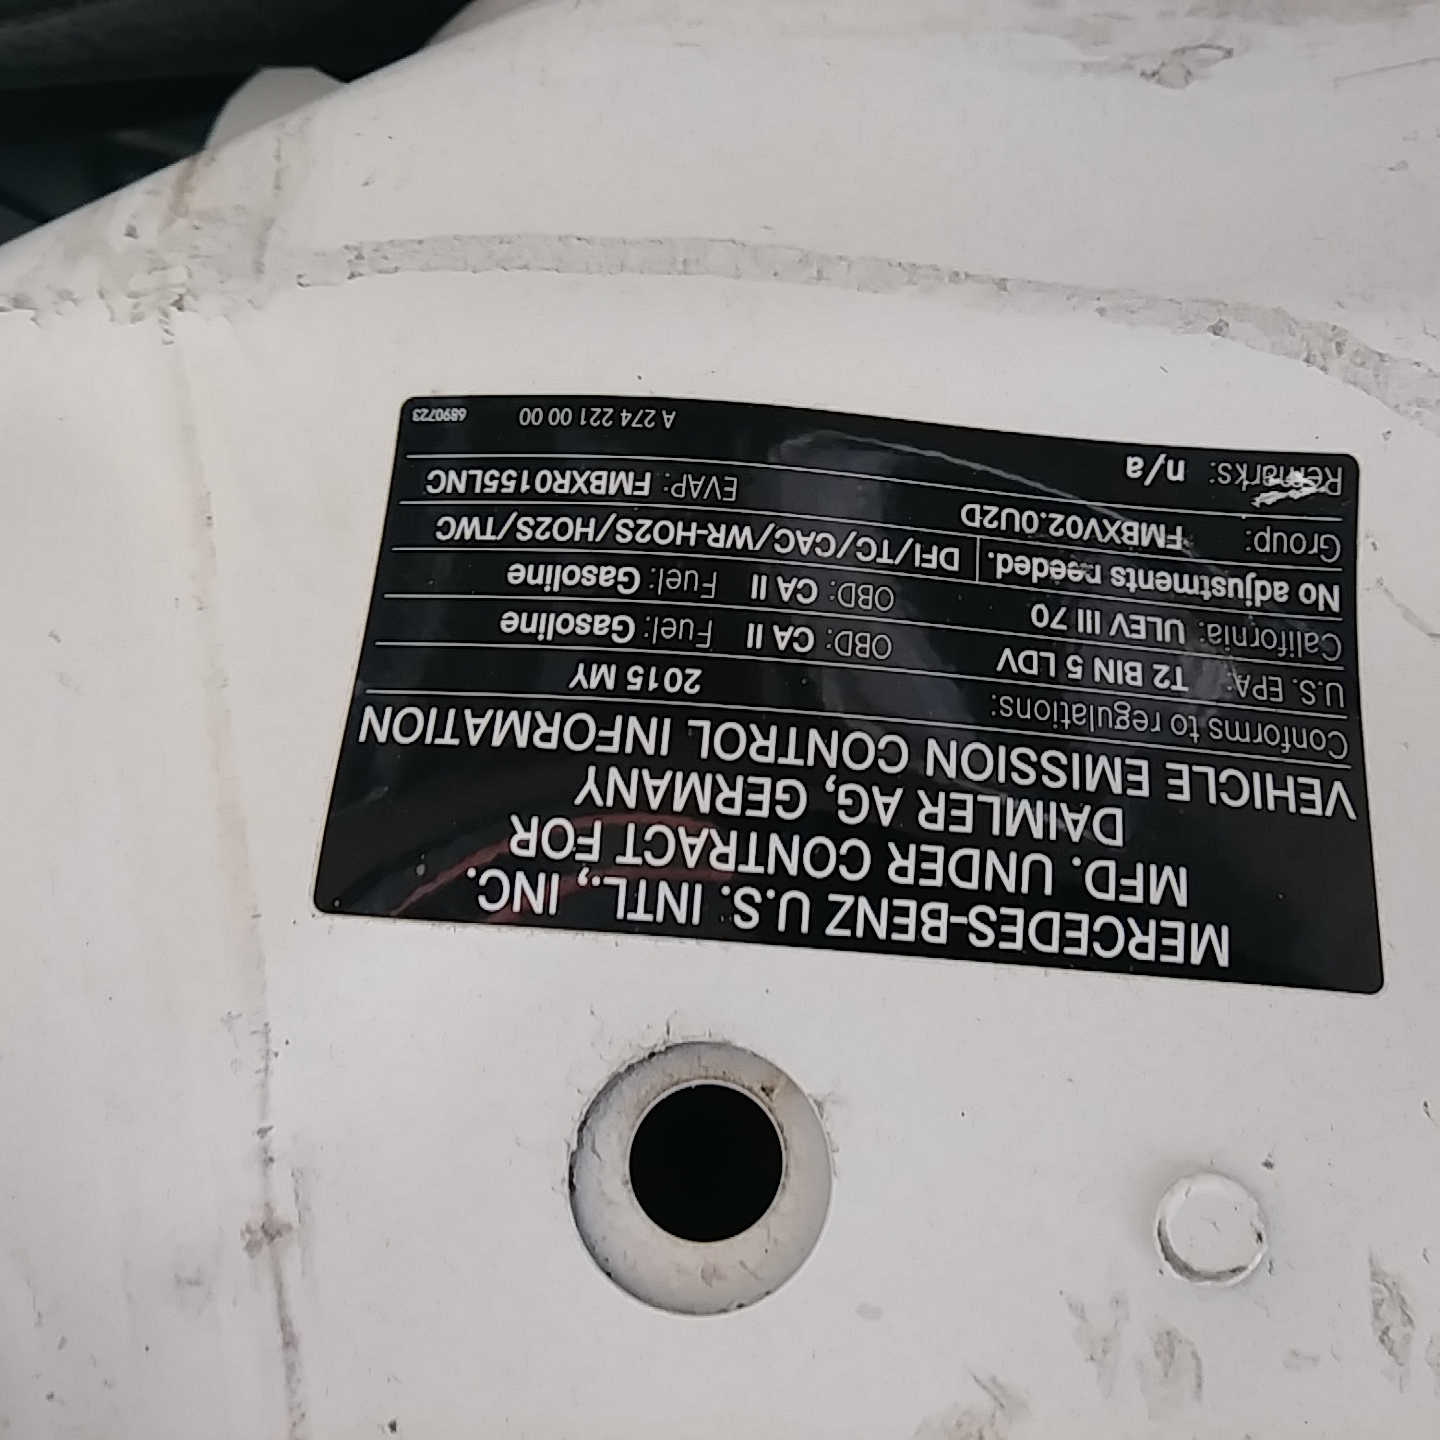 MERCEDES-BENZ U.S. INTL., INC.
MFD. UNDER CONTRACT FOR
DAIMLER AG, GERMANY
VEHICLE EMISSION CONTROL INFORMATION
Conforms to regulations: 2015 MY
U.S. EPA: T2 BIN 5 LDV OBD: CA II Fuel: Gasoline
California: ULEV III 70 OBD: CA II Fuel: Gasoline
No adjustments needed. DFI/TC/CAC/WR-HO2S/HO2S/TWC
Group: FMBXV02.0U2D EVAP: FMBXR0155LNC
Remarks: n/a
A 274 221 00 00 6890723